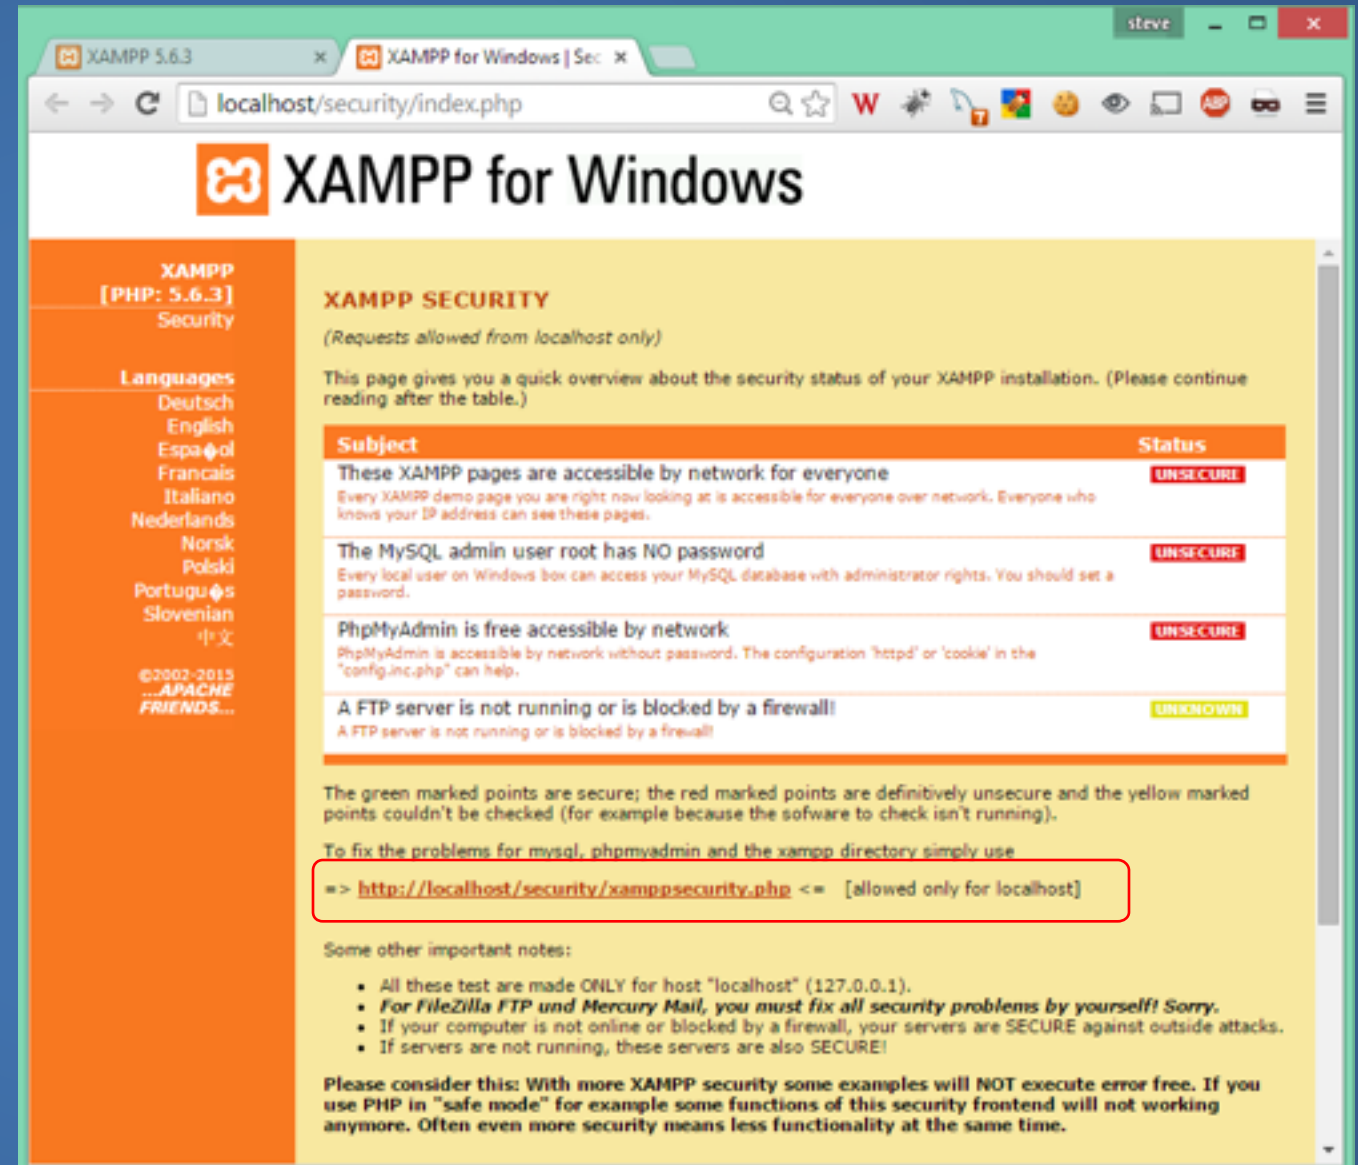 steve
XAMPP 5.6.3
XAMPP for Windows | Sec
localhost/security/index.php
W
7
ABP
XAMPP for Windows
XAMPP
[PHP: 5.6.3]
Security
Languages
Deutsch
English
Espa�ol
Francais
Italiano
Nederlands
Norsk
Polski
Portugu�s
Slovenian
中文
©2002-2015
...APACHE
FRIENDS...
XAMPP SECURITY
(Requests allowed from localhost only)
This page gives you a quick overview about the security status of your XAMPP installation. (Please continue
reading after the table.)
Subject Status
These XAMPP pages are accessible by network for everyone UNSECURE
Every XAMPP demo page you are right now looking at is accessible for everyone over network. Everyone who
knows your IP address can see these pages.
The MySQL admin user root has NO password UNSECURE
Every local user on Windows box can access your MySQL database with administrator rights. You should set a
password.
PhpMyAdmin is free accessible by network UNSECURE
PhpMyAdmin is accessible by network without password. The configuration 'httpd' or 'cookie' in the
"config.inc.php" can help.
A FTP server is not running or is blocked by a firewall! UNKNOWN
A FTP server is not running or is blocked by a firewall!
The green marked points are secure; the red marked points are definitively unsecure and the yellow marked
points couldn't be checked (for example because the sofware to check isn't running).
To fix the problems for mysql, phpmyadmin and the xampp directory simply use
=> http://localhost/security/xamppsecurity.php <= [allowed only for localhost]
Some other important notes:
• All these test are made ONLY for host "localhost" (127.0.0.1).
• For FileZilla FTP und Mercury Mail, you must fix all security problems by yourself! Sorry.
• If your computer is not online or blocked by a firewall, your servers are SECURE against outside attacks.
• If servers are not running, these servers are also SECURE!
Please consider this: With more XAMPP security some examples will NOT execute error free. If you
use PHP in "safe mode" for example some functions of this security frontend will not working
anymore. Often even more security means less functionality at the same time.